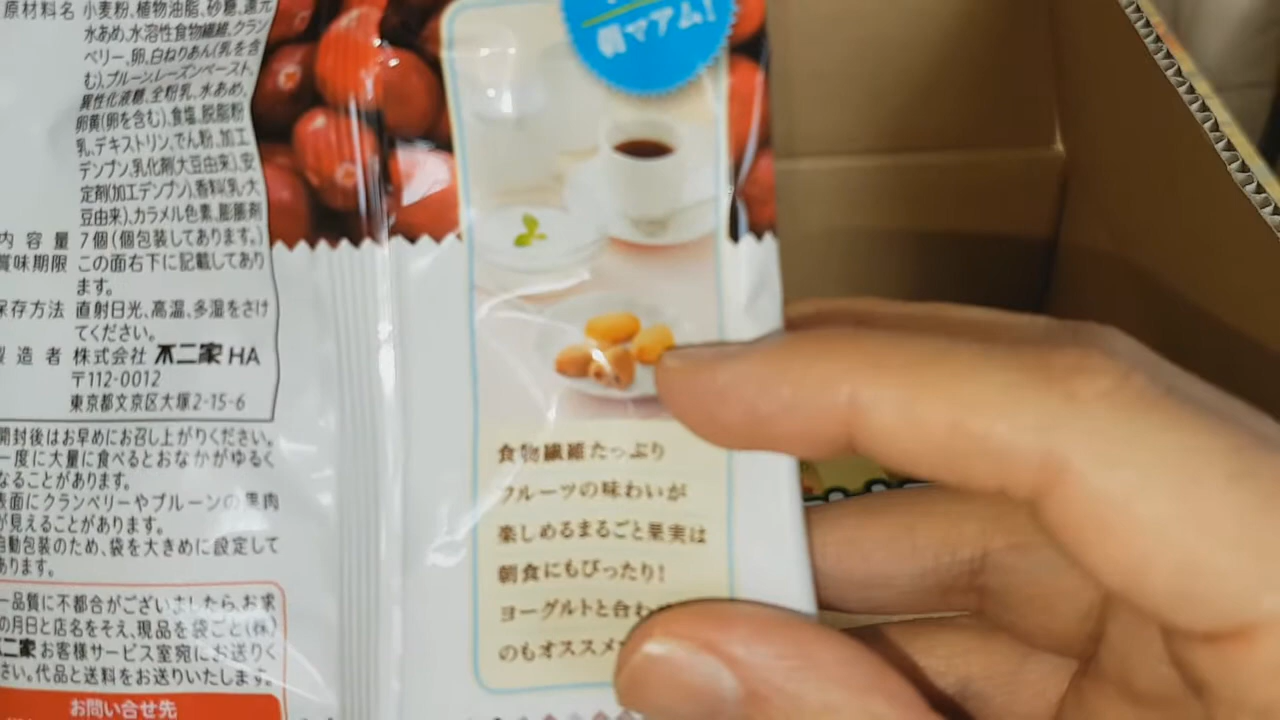 原材料名 小麦粉、植物油脂、砂糖、還元
水あめ、水溶性食物繊維、クラン
ベリー、卵、白ねりあん(乳を含
む)、プルーン、レーズンペースト、
異性化液糖、全粉乳、水あめ、
卵黄(卵を含む)、食塩、脱脂粉
乳、デキストリン、でん粉、加工
デンプン、乳化剤(大豆由来)、安
定剤(加工デンプン)、香料(乳・大
豆由来)、カラメル色素、膨脹剤
内容量 7個(個包装してあります。)
賞味期限 この面右下に記載してあり
ます。
保存方法 直射日光、高温、多湿をさけ
てください。
製造者 株式会社 不二家 HA
〒112-0012
東京都文京区大塚2-15-6
開封後はお早めにお召し上がりください。
一度に大量に食べるとおなかがゆるく
なることがあります。
表面にクランベリーやプルーンの果肉
が見えることがあります。
自動包装のため、袋を大きめに設定して
あります。
一品質に不都合がございましたら、お求
の月日と店名をそえ、現品を袋ごと(株)
不二家お客様サービス室宛にお送りく
さい。代品と送料をお送りいたします。
お問い合せ先
朝マアム!
食物繊維たっぷり
フルーツの味わいが
楽しめるまるごと果実は
朝食にもぴったり!
ヨーグルトと合わ
のもオススメ